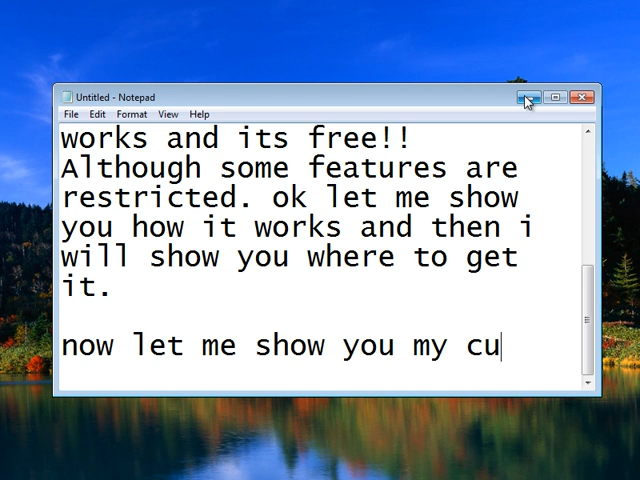 Untitled - Notepad
File Edit Format View Help
works and its free!!
Although some features are
restricted. ok let me show
you how it works and then i
will show you where to get
it.
now let me show you my cu